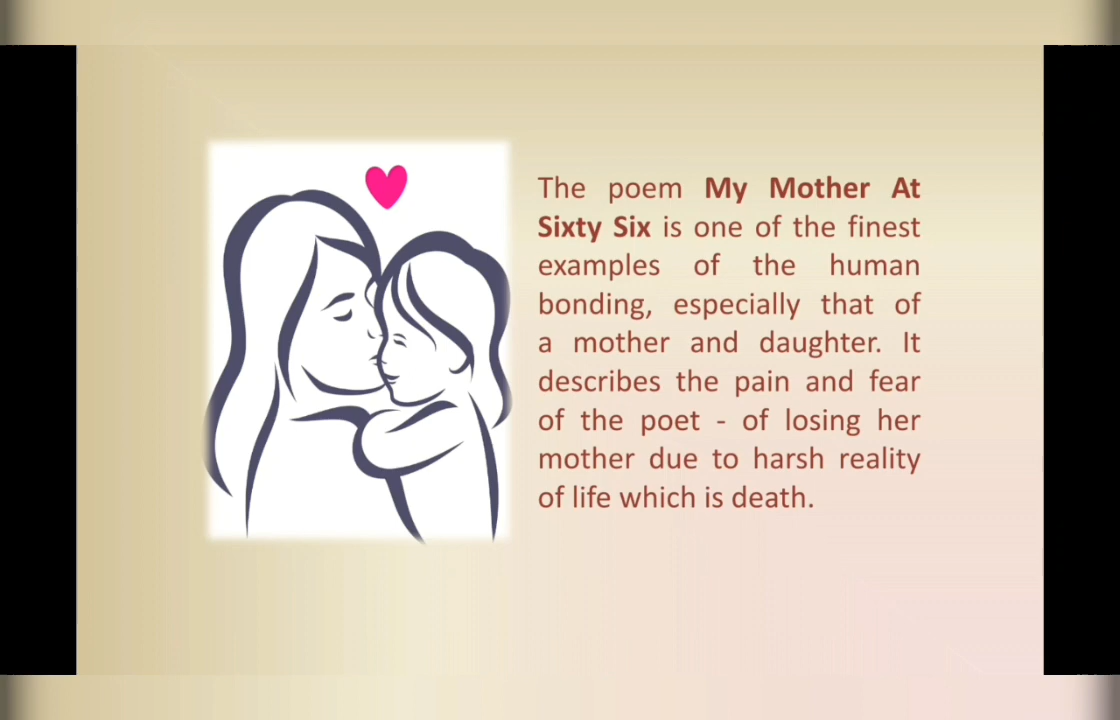 The poem My Mother At
Sixty Six is one of the finest
examples of the human
bonding, especially that of
a mother and daughter. It
describes the pain and fear
of the poet - of losing her
mother due to harsh reality
of life which is death.